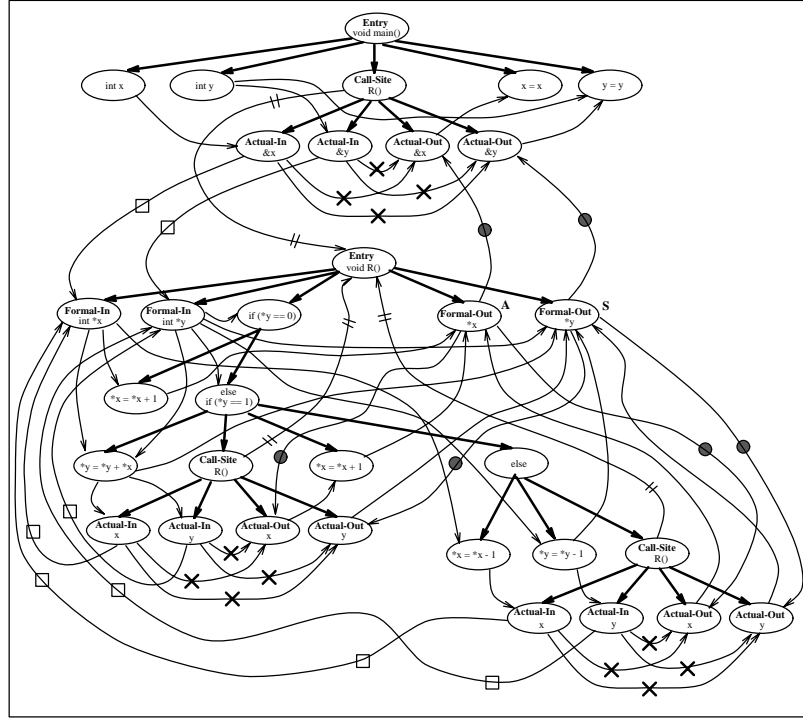 Entry
void main()
int x
int y
Call-Site
R()
x = x
y = y
Actual-In
&x
Actual-In
&y
Actual-Out
&x
Actual-Out
&y
Entry
void R()
Formal-In
int *x
Formal-In
int *y
if (*y == 0)
Formal-Out
*x
A
Formal-Out
*y
S
*x = *x + 1
else
if (*y == 1)
*y = *y + *x
Call-Site
R()
*x = *x + 1
else
Actual-In
x
Actual-In
y
Actual-Out
x
Actual-Out
y
*x = *x - 1
*y = *y - 1
Call-Site
R()
Actual-In
x
Actual-In
y
Actual-Out
x
Actual-Out
y